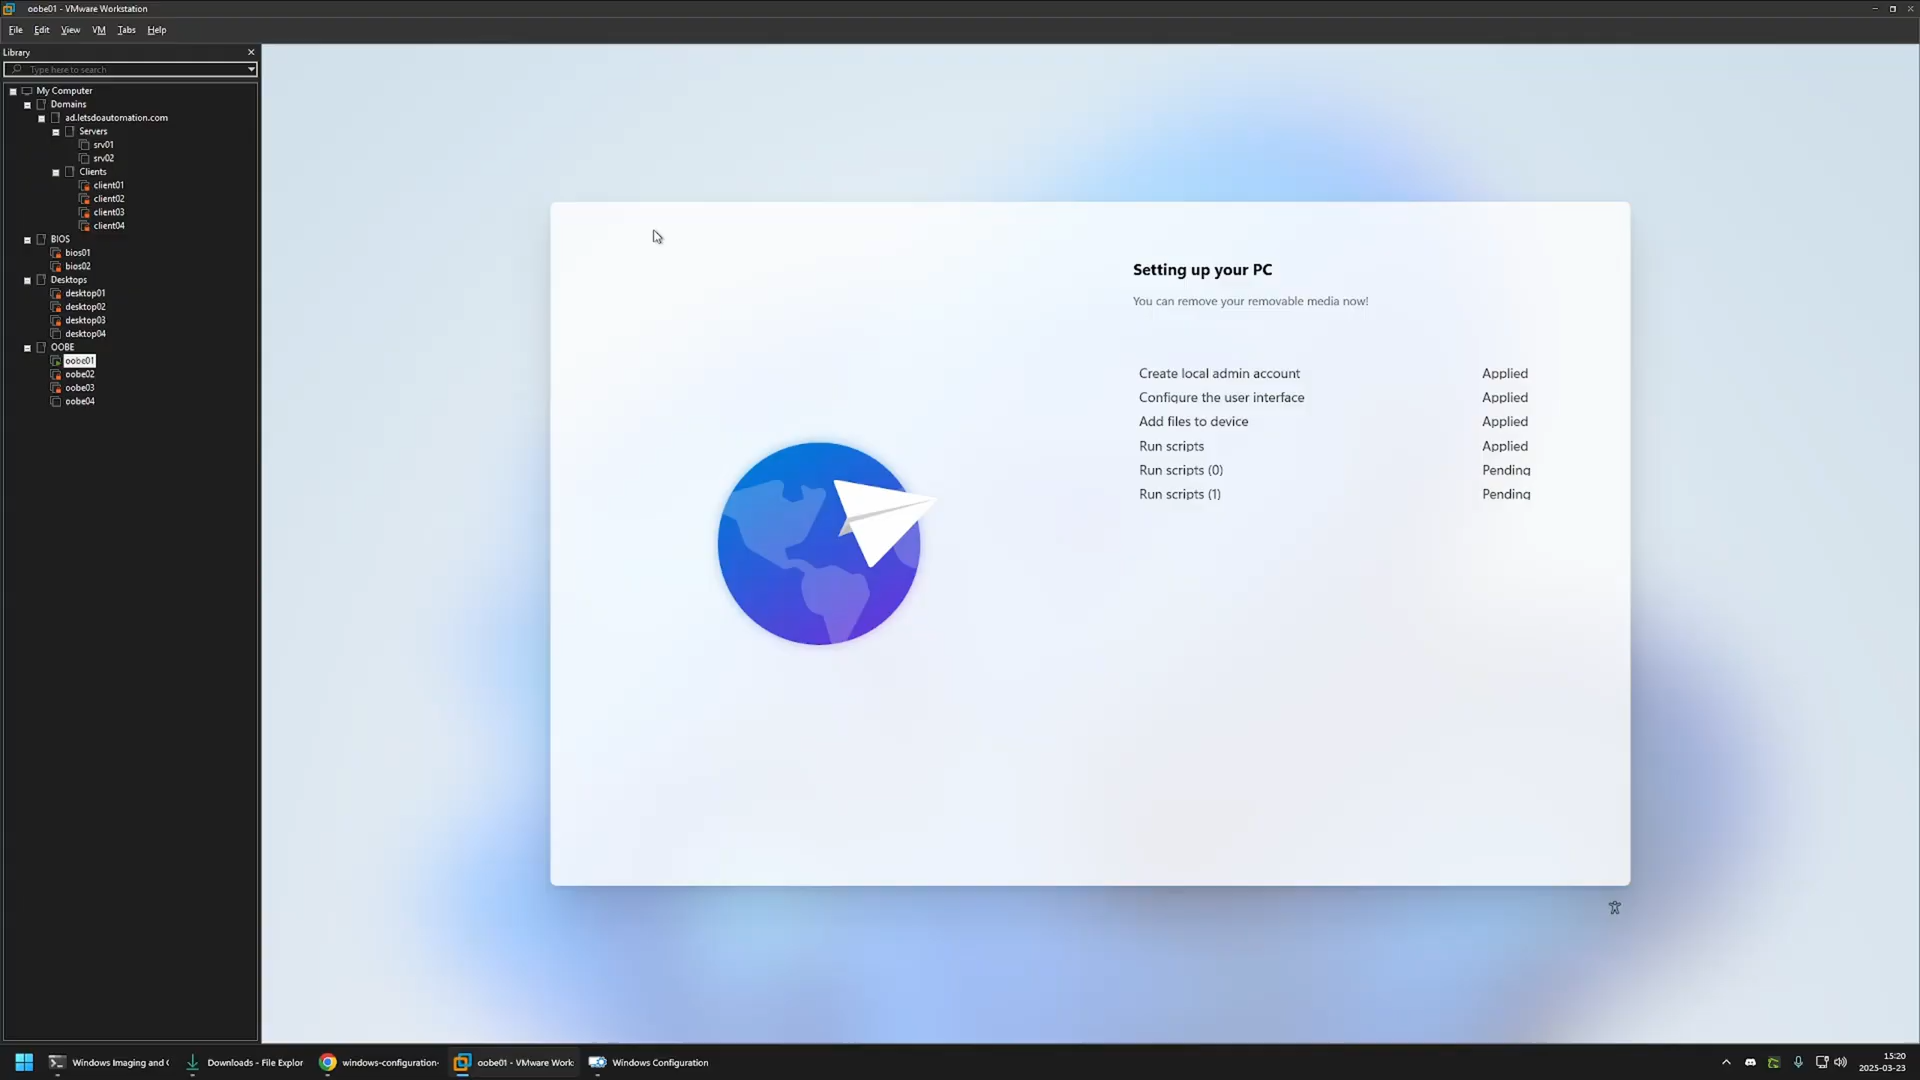 oobe01 - VMware Workstation
File Edit View VM Tabs Help
Library
Type here to search
My Computer
Domains
ad.letsdoautomation.com
Servers
srv01
srv02
Clients
client01
client02
client03
client04
BIOS
bios01
bios02
Desktops
desktop01
desktop02
desktop03
desktop04
OOBE
oobe01
oobe02
oobe03
oobe04
Setting up your PC
You can remove your removable media now!
Create local admin account Applied
Configure the user interface Applied
Add files to device Applied
Run scripts Applied
Run scripts (0) Pending
Run scripts (1) Pending
Windows Imaging and C
Downloads - File Explor
windows-configuration-
oobe01 - VMware Work
Windows Configuration
15:20
2025-03-23